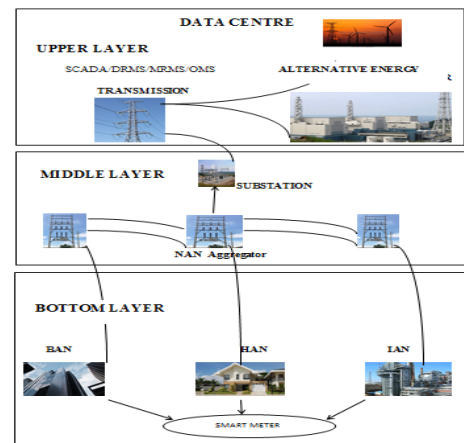 DATA CENTRE
UPPER LAYER
SCADA/DRMS/MRMS/OMS
ALTERNATIVE ENERGY
R
TRANSMISSION
MIDDLE LAYER
SUBSTATION
NAN Aggregator
BOTTOM LAYER
BAN
HAN
IAN
SMART METER